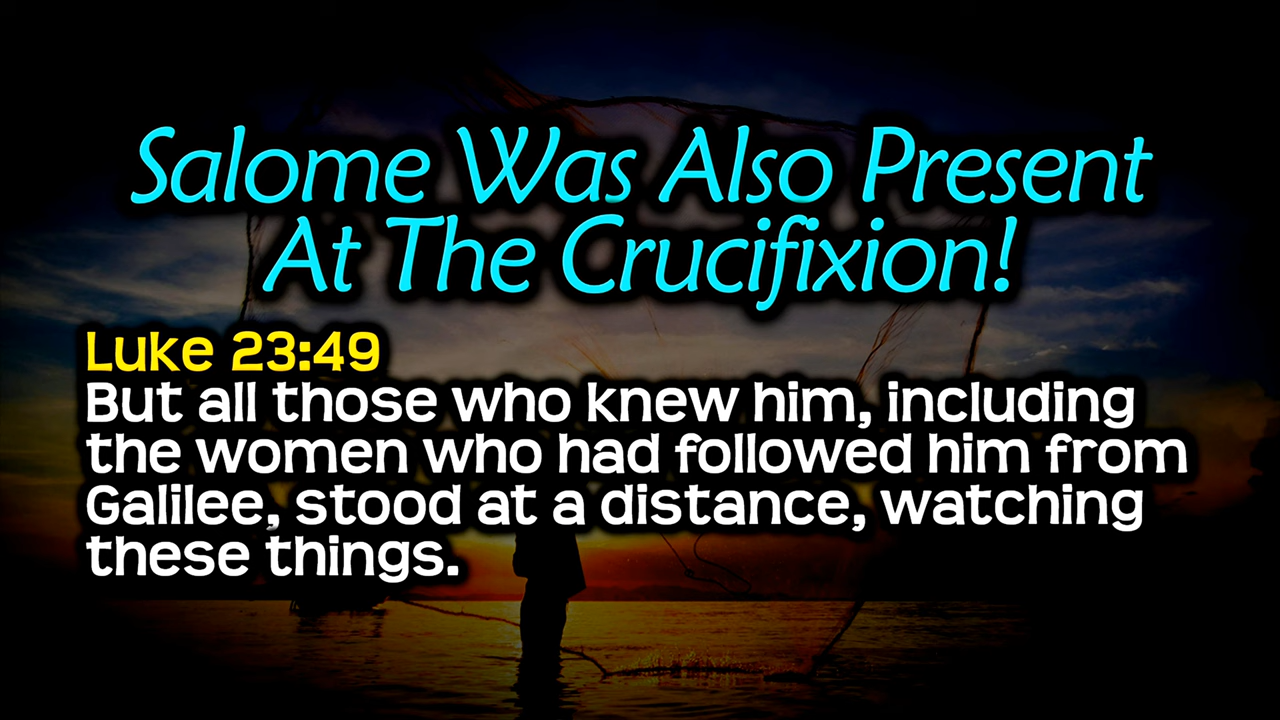 Salome Was Also Present
At The Crucifixion!
Luke 23:49
But all those who knew him, including
the women who had followed him from
Galilee, stood at a distance, watching
these things.